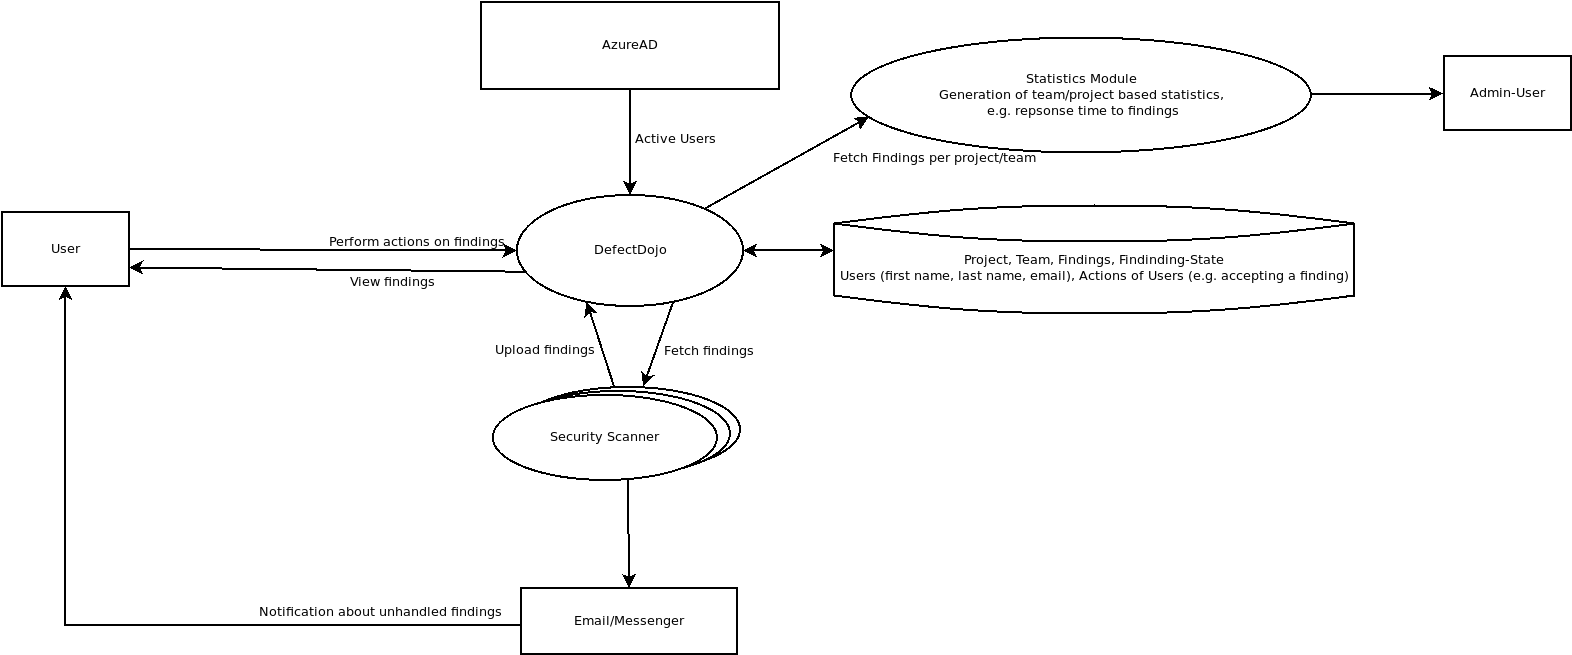 AzureAD
Statistics Module
Generation of team/project based statistics,
e.g. repsonse time to findings
Admin-User
Active Users
Fetch Findings per project/team
User
Perform actions on findings
DefectDojo
View findings
Project, Team, Findings, Findinding-State
Users (first name, last name, email), Actions of Users (e.g. accepting a finding)
Upload findings
Fetch findings
Security Scanner
Notification about unhandled findings
Email/Messenger